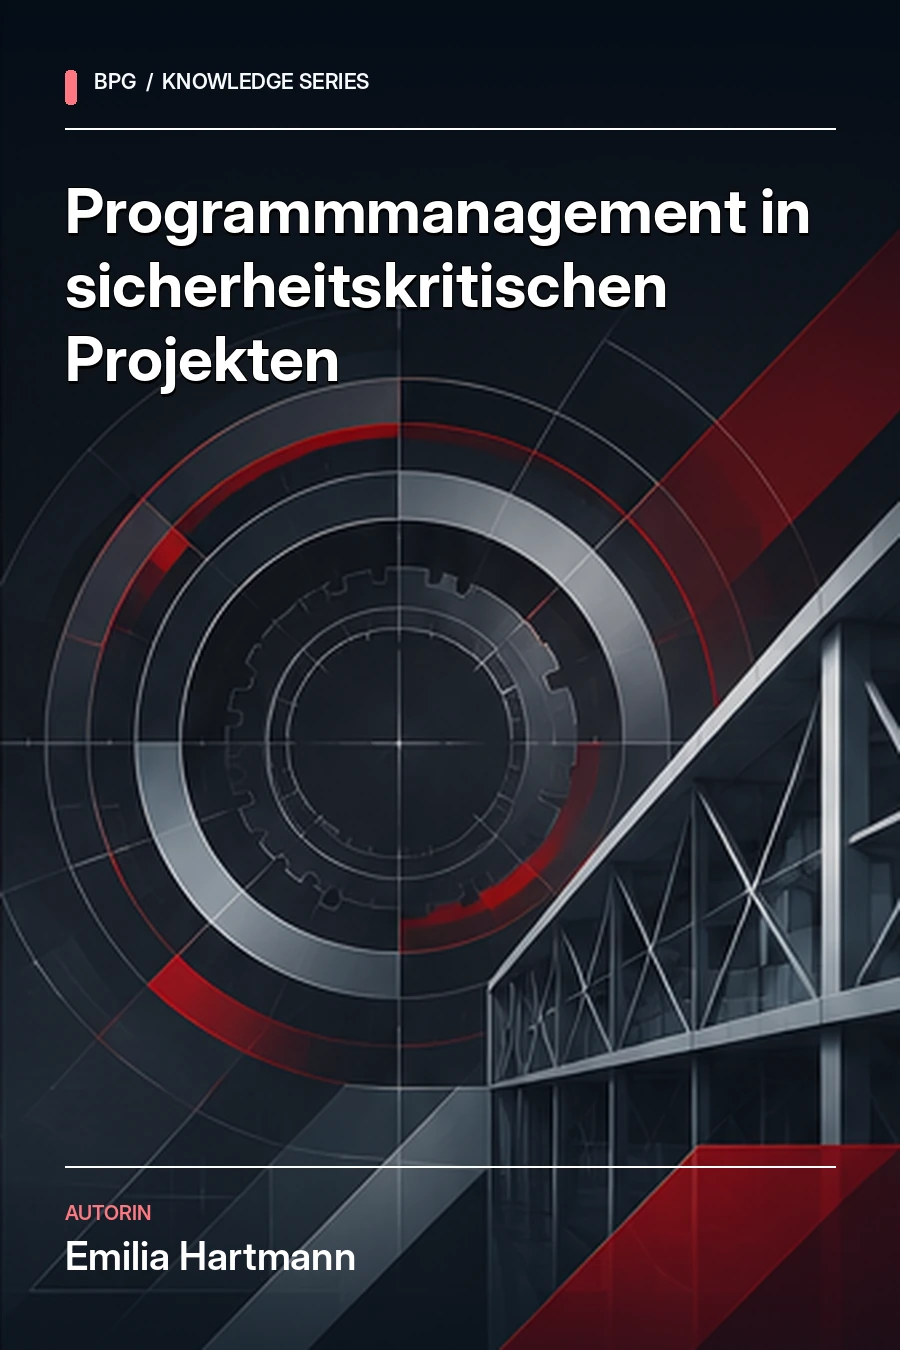 BPG / KNOWLEDGE SERIES
Programmmanagement in
sicherheitskritischen
Projekten
AUTORIN
Emilia Hartmann